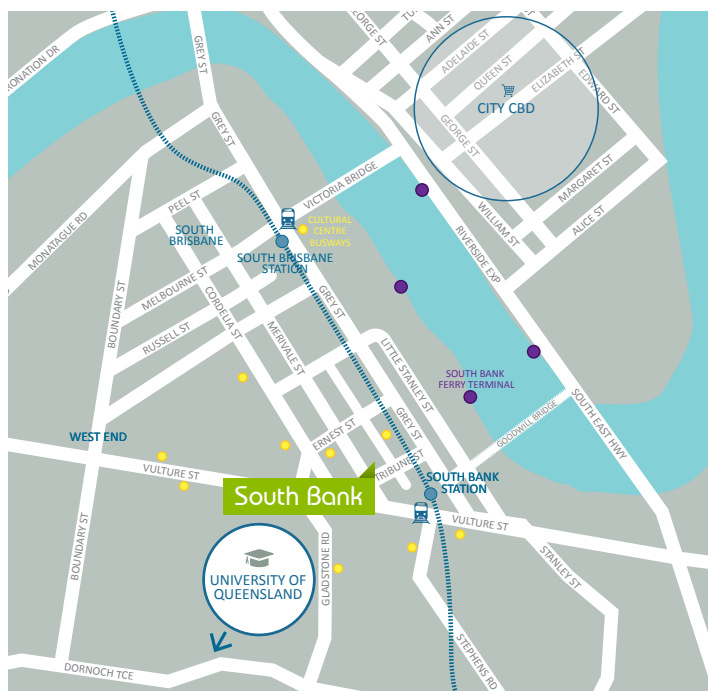 CORONATION DR
GREY ST
GEORGE ST
ANN ST
ADELAIDE ST
QUEEN ST
ELIZABETH ST
EDWARD ST
CITY CBD
GEORGE ST
MARGARET ST
WILLIAM ST
ALICE ST
GREY ST
VICTORIA BRIDGE
RIVERSIDE EXP
PEEL ST
SOUTH
BRISBANE
CULTURAL
CENTRE
BUSWAYS
SOUTH BRISBANE
STATION
MONATAGUE RD
MELBOURNE ST
GREY ST
BOUNDARY ST
RUSSELL ST
CORDELIA ST
MERIVALE ST
LITTLE STANLEY ST
SOUTH BANK
FERRY TERMINAL
SOUTH EAST HWY
GREY ST
GOODWILL BRIDGE
ERNEST ST
WEST END
TRIBUNE ST
VULTURE ST
SOUTH BANK
STATION
South Bank
VULTURE ST
BOUNDARY ST
GLADSTONE RD
STANLEY ST
UNIVERSITY OF
QUEENSLAND
STEPHENS RD
DORNOCH TCE